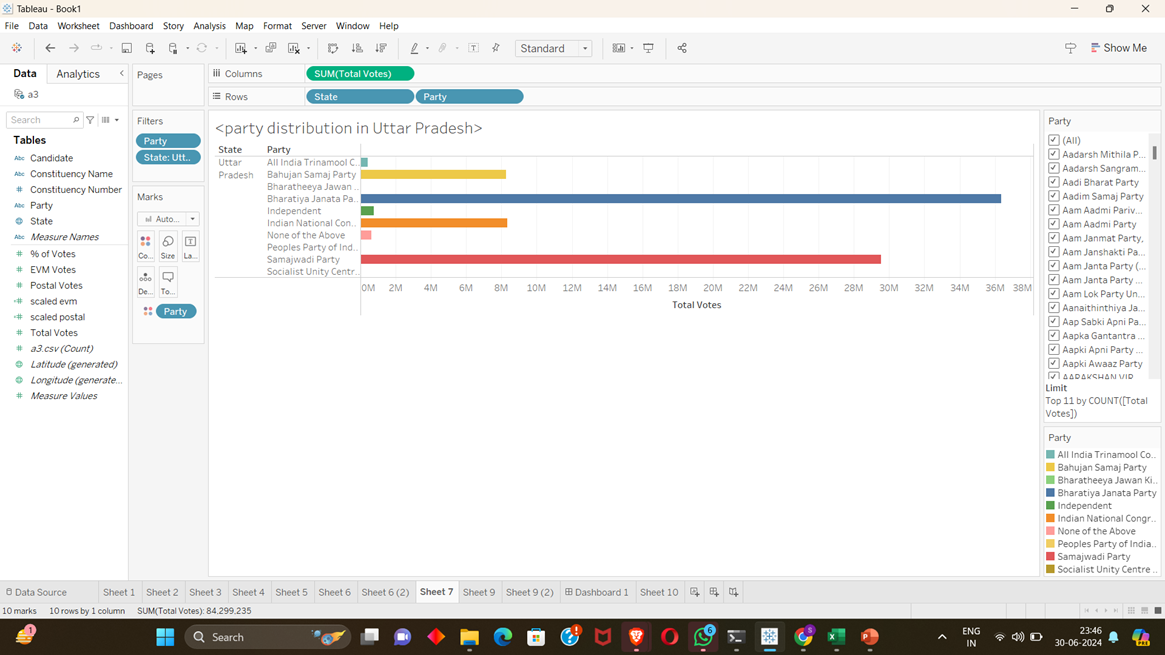 Tableau - Book1
File Data Worksheet Dashboard Story Analysis Map Format Server Window Help
Standard
Show Me
Data Analytics
a3
Search
Tables
Abc Candidate
Abc Constituency Name
# Constituency Number
Abc Party
State
Abc Measure Names
# % of Votes
# EVM Votes
# Postal Votes
scaled evm
scaled postal
# Total Votes
# a3.csv (Count)
Latitude (generated)
Longitude (generate...
# Measure Values
Pages
Filters
Party
State: Utt..
Marks
Auto...
Co... Size La...
De... To...
Party
Columns SUM(Total Votes)
Rows State Party
<party distribution in Uttar Pradesh>
State Party
Uttar Pradesh
All India Trinamool C..
Bahujan Samaj Party
Bharatheeya Jawan ..
Bharatiya Janata Pa..
Independent
Indian National Con..
None of the Above
Peoples Party of Ind..
Samajwadi Party
Socialist Unity Centr..
0M 2M 4M 6M 8M 10M 12M 14M 16M 18M 20M 22M 24M 26M 28M 30M 32M 34M 36M 38M
Total Votes
Party
(All)
Aadarsh Mithila P...
Aadarsh Sangram...
Aadi Bharat Party
Aadim Samaj Party
Aam Aadmi Pariv...
Aam Aadmi Party
Aam Janmat Party,
Aam Janshakti Pa...
Aam Janta Party (...
Aam Janta Party ...
Aam Lok Party Un...
Aanaithinthiya Ja...
Aap Sabki Apni Pa...
Aapka Gantantra ...
Aapki Apni Party ...
Aapki Awaaz Party
AARAKSHAN VIR
Limit
Top 11 by COUNT([Total
Votes])
Party
All India Trinamool Co..
Bahujan Samaj Party
Bharatheeya Jawan Ki..
Bharatiya Janata Party
Independent
Indian National Congr..
None of the Above
Peoples Party of India..
Samajwadi Party
Socialist Unity Centre ..
Data Source Sheet 1 Sheet 2 Sheet 3 Sheet 4 Sheet 5 Sheet 6 Sheet 6 (2) Sheet 7 Sheet 9 Sheet 9 (2) Dashboard 1 Sheet 10
10 marks 10 rows by 1 column SUM(Total Votes): 84,299,235
1
Search
6
S
ENG
IN
23:46
30-06-2024
PRE